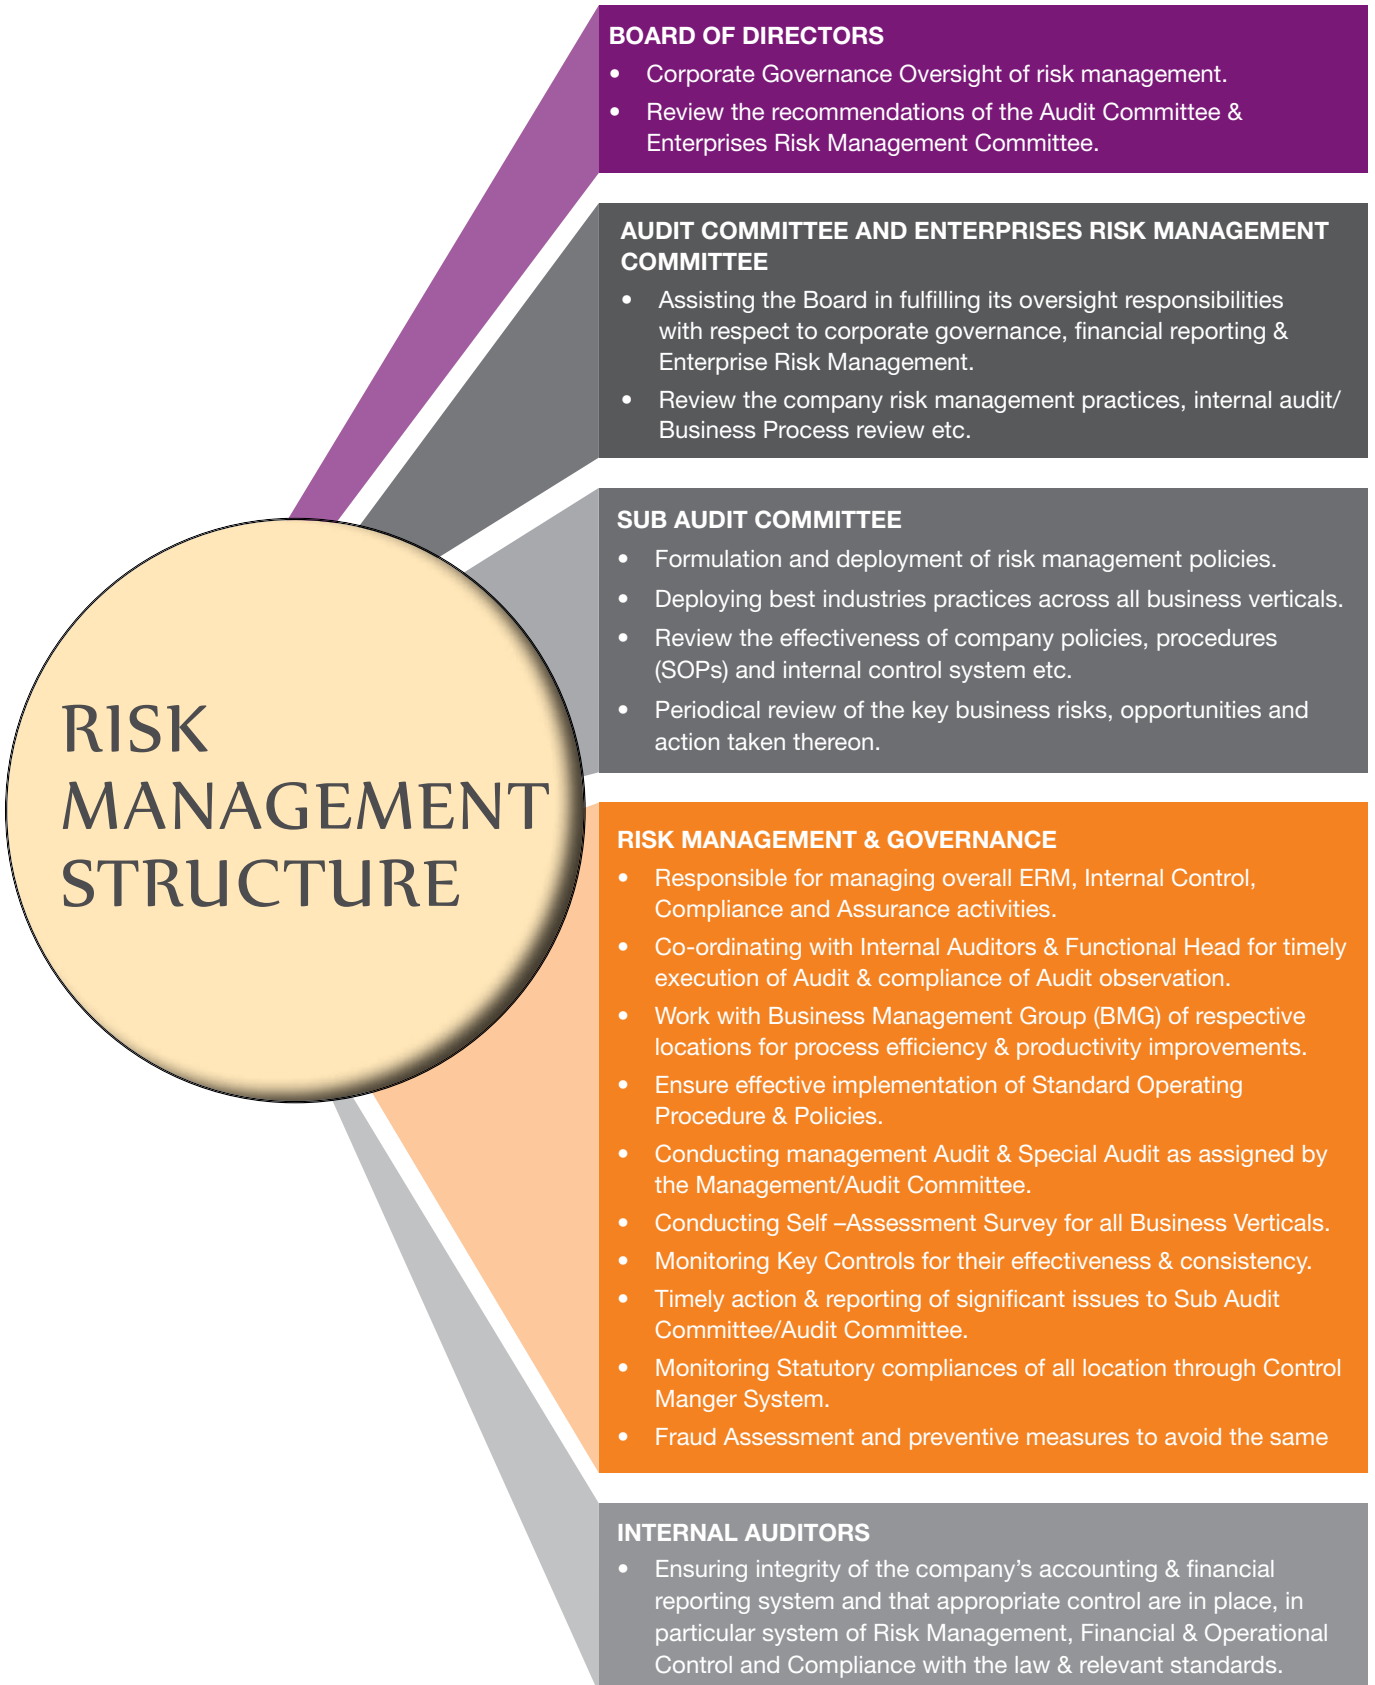 BOARD OF DIRECTORS
• Corporate Governance Oversight of risk management.
• Review the recommendations of the Audit Committee &
Enterprises Risk Management Committee.
AUDIT COMMITTEE AND ENTERPRISES RISK MANAGEMENT
COMMITTEE
• Assisting the Board in fulfilling its oversight responsibilities
with respect to corporate governance, financial reporting &
Enterprise Risk Management.
• Review the company risk management practices, internal audit/
Business Process review etc.
SUB AUDIT COMMITTEE
• Formulation and deployment of risk management policies.
• Deploying best industries practices across all business verticals.
• Review the effectiveness of company policies, procedures
(SOPs) and internal control system etc.
• Periodical review of the key business risks, opportunities and
action taken thereon.
RISK
MANAGEMENT
STRUCTURE
RISK MANAGEMENT & GOVERNANCE
• Responsible for managing overall ERM, Internal Control,
Compliance and Assurance activities.
• Co-ordinating with Internal Auditors & Functional Head for timely
execution of Audit & compliance of Audit observation.
• Work with Business Management Group (BMG) of respective
locations for process efficiency & productivity improvements.
• Ensure effective implementation of Standard Operating
Procedure & Policies.
• Conducting management Audit & Special Audit as assigned by
the Management/Audit Committee.
• Conducting Self –Assessment Survey for all Business Verticals.
• Monitoring Key Controls for their effectiveness & consistency.
• Timely action & reporting of significant issues to Sub Audit
Committee/Audit Committee.
• Monitoring Statutory compliances of all location through Control
Manger System.
• Fraud Assessment and preventive measures to avoid the same
INTERNAL AUDITORS
• Ensuring integrity of the company’s accounting & financial
reporting system and that appropriate control are in place, in
particular system of Risk Management, Financial & Operational
Control and Compliance with the law & relevant standards.